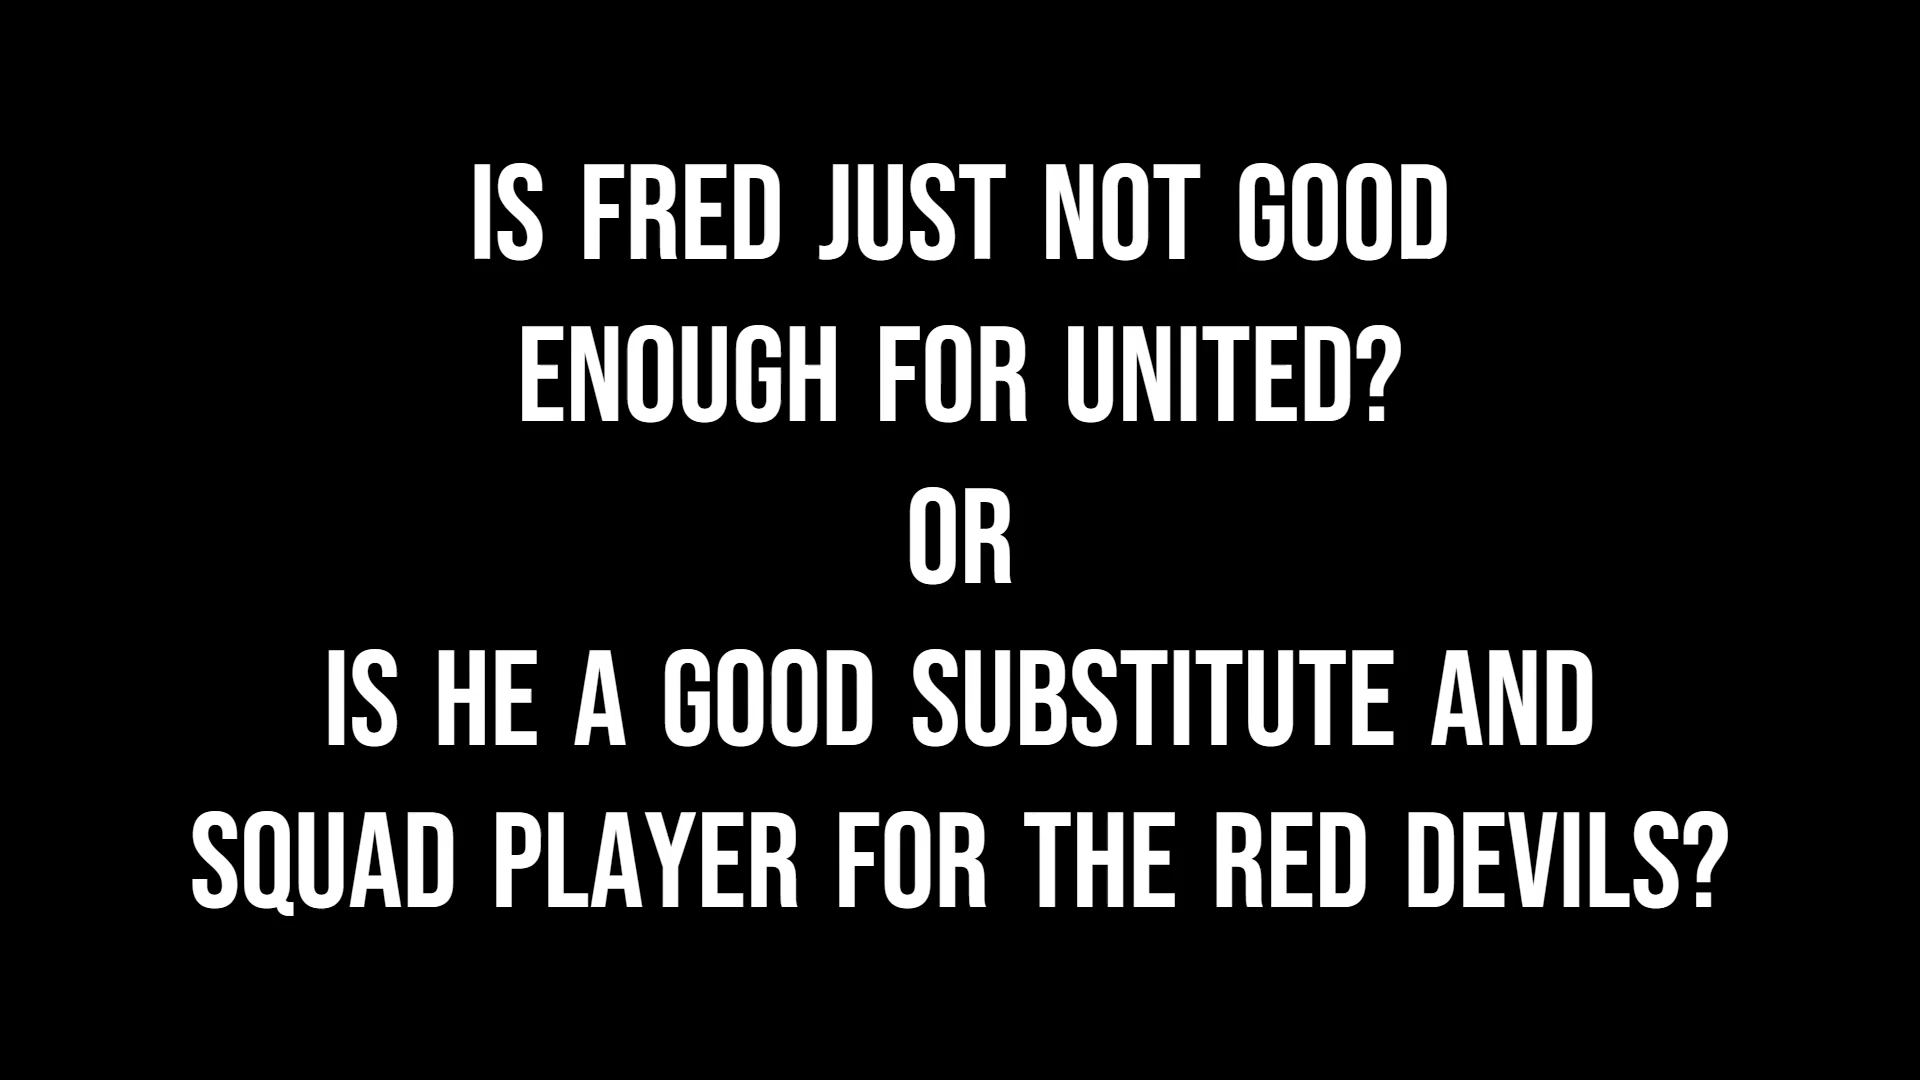 IS FRED JUST NOT GOOD
ENOUGH FOR UNITED?
OR
IS HE A GOOD SUBSTITUTE AND
SQUAD PLAYER FOR THE RED DEVILS?